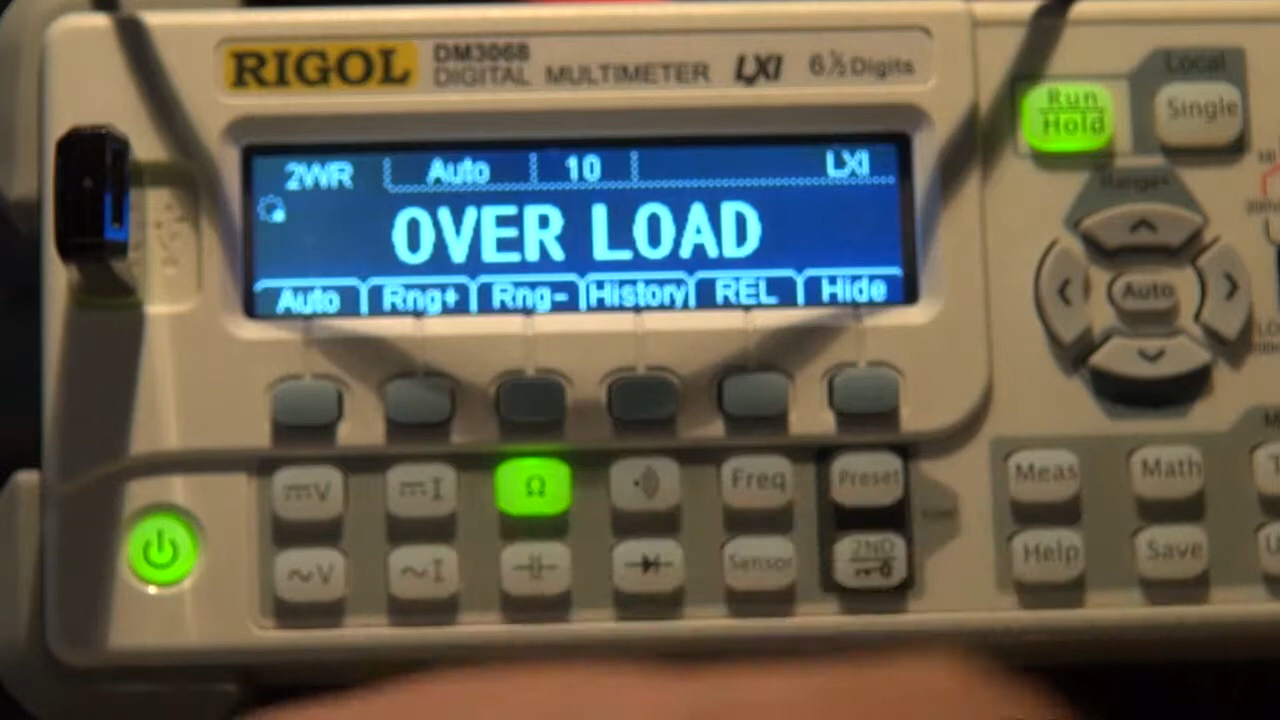 RIGOL DM3068 DIGITAL MULTIMETER LXI 6½ Digits
Local
Run Hold
Single
2WR Auto 10 LXI
OVER LOAD
Auto Rng+ Rng- History REL Hide
Range+
Auto
Ω Freq Preset
V I
~V ~I Sensor 2ND
Meas Math
Help Save